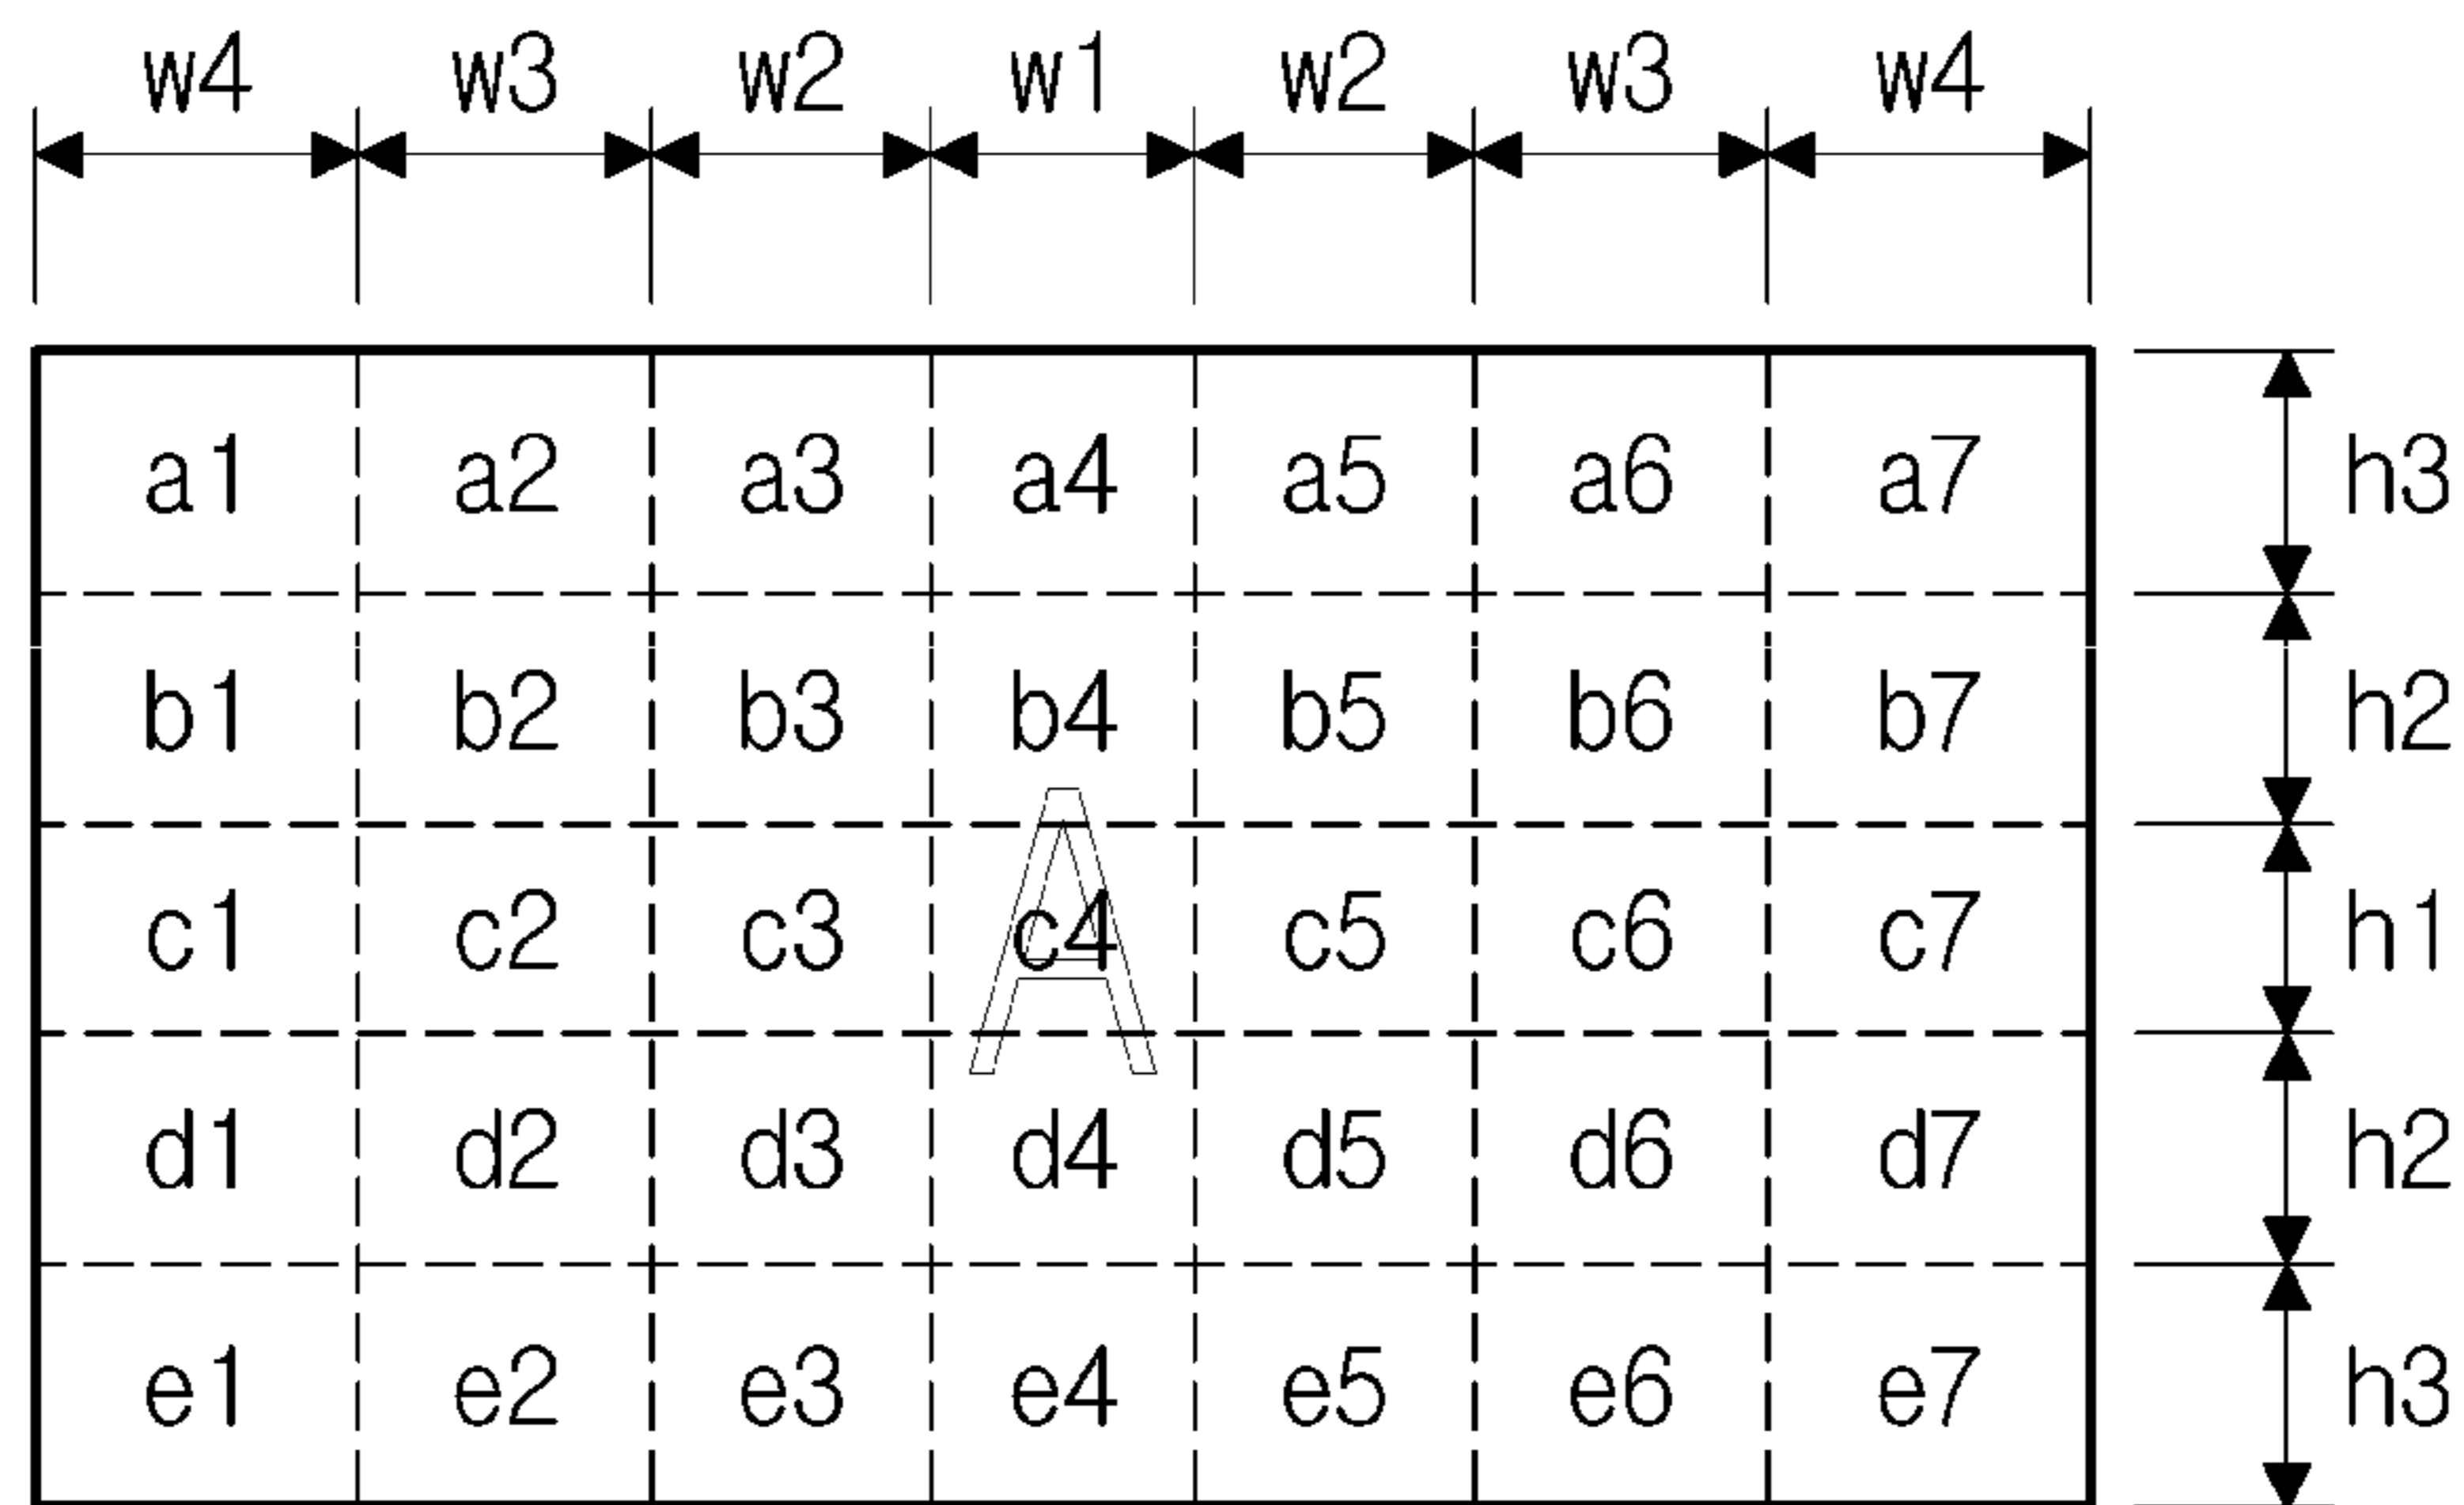 w4 w3 w2 w1 w2 w3 w4
a1 a2 a3 a4 a5 a6 a7 h3
b1 b2 b3 b4 b5 b6 b7 h2
A
c1 c2 c3 c4 c5 c6 c7 h1
d1 d2 d3 d4 d5 d6 d7 h2
e1 e2 e3 e4 e5 e6 e7 h3